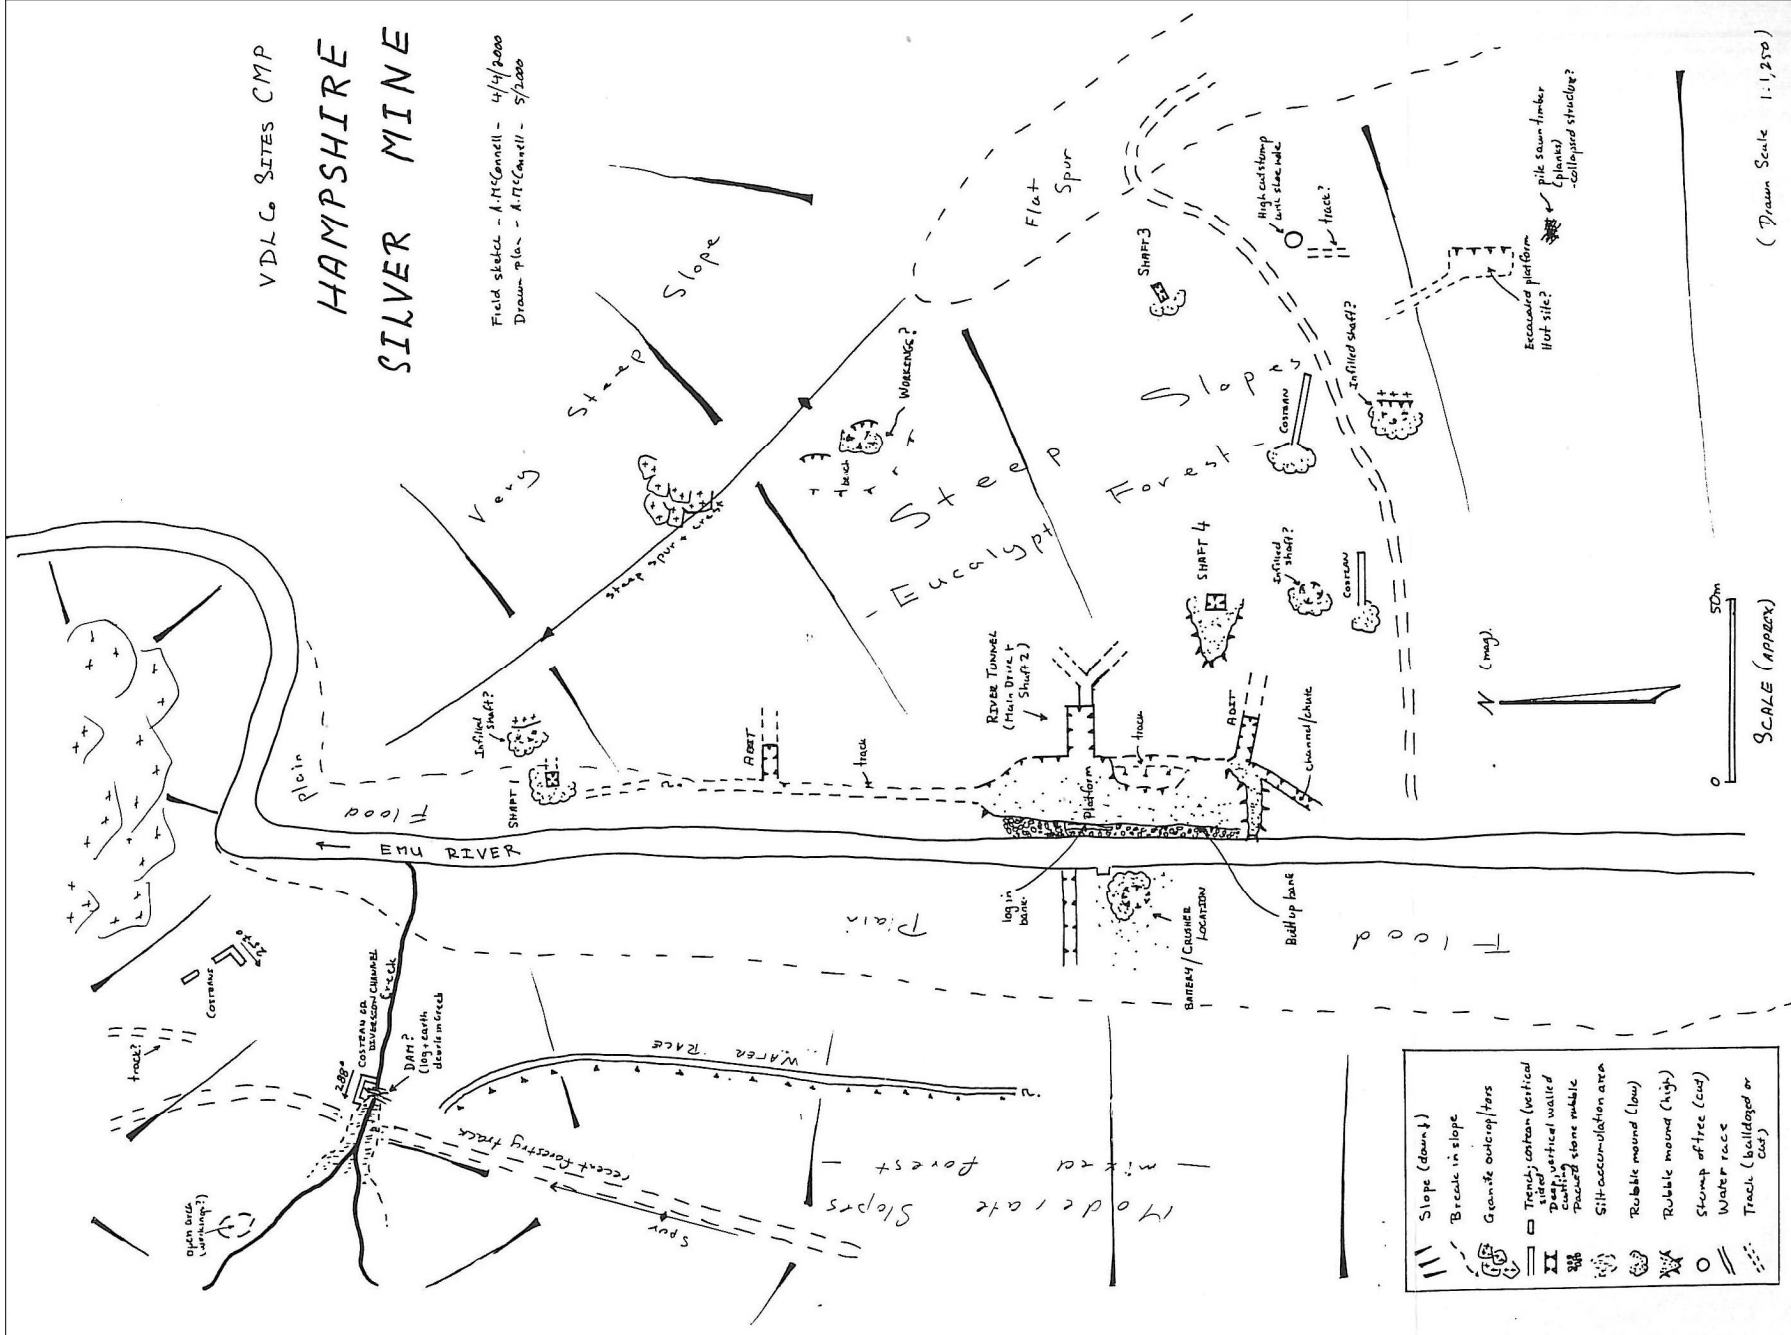 VDL Co SITES CMP
HAMPSHIRE
SILVER MINE
Field sketch - A.McConnell - 4/4/2000
Drawn plan - A.McConnell - 5/2000
Very Steep Slope
Steep spur + crest
bench
WORKINGS?
Flat
Spur
Steep Slopes
- Eucalypt Forest -
SHAFT 3
High cut stump
with shoe hole
track?
pile sawn timber
(planks)
- collapsed structure?
Excavated platform
Hut site?
Infilled shaft?
COSTEAN
SHAFT 4
Infilled
shaft?
COSTEAN
Flood Plain
Infilled
shaft?
SHAFT 1
ADIT
track
RIVER TUNNEL
(Main Drive +
Shaft 2)
Platform
track
ADIT
channel/chute
N (mag).
0 50m
SCALE (APPROX)
(Drawn Scale 1:1,250)
← EMU RIVER
log in
bank
BATTERY/CRUSHER
LOCATION
Built up bank
Flood Plain
COSTEANS
track?
288°
COSTEAN OR
DIVERSION CHANNEL
Creek
DAM?
(log + earth
debris in Creek)
Open area
(workings?)
WATER RACE
recent forestry track
Spur
Moderate Slopes
- mixed forest -
Slope (down ↓)
Break in slope
Granite outcrop/tors
Trench, costean (vertical
sided)
Deep, vertical walled
cutting
Packed stone rubble
Silt accumulation area
Rubble mound (low)
Rubble mound (high)
Stump of tree (cut)
Water race
Track (bulldozed or
cut)